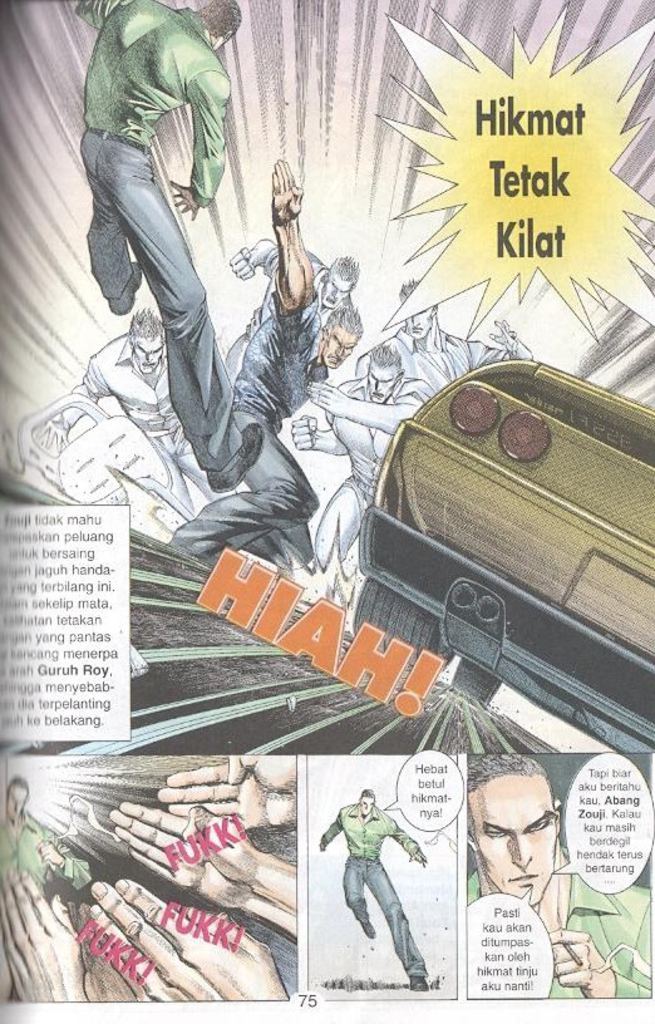 Hikmat
Tetak
Kilat
tidak mahu
peluang
bersaing
jaguh handa-
yang terbilang ini.
sekelip mata,
tetakan
yang pantas
kencang menerpa
Guruh Roy,
menyebab-
dia terpelanting
ke belakang.
HIAH!
FUKK!
FUKK!
FUKK!
Hebat
betul
hikmat-
nya!
Tapi biar
aku beritahu
kau, Abang
Zouji. Kalau
kau masih
berdegil
hendak terus
bertarung
....
Pasti
kau akan
ditumpas-
kan oleh
hikmat tinju
aku nanti!
75